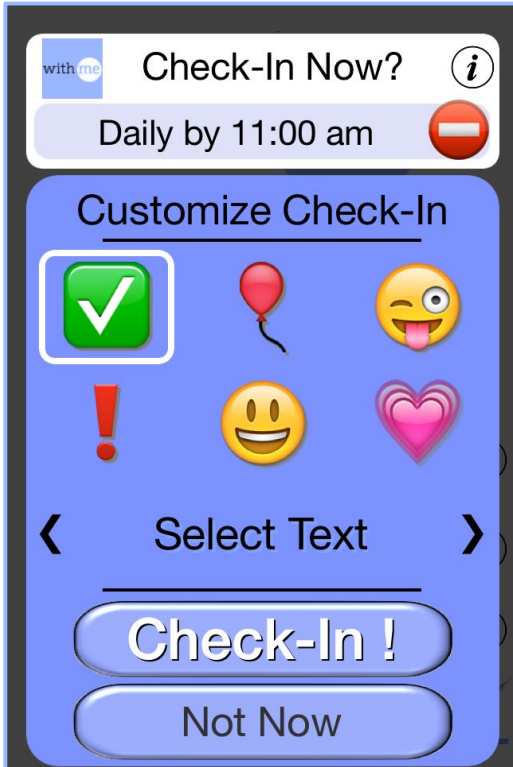 with me
Check-In Now?
i
Daily by 11:00 am
Customize Check-In
Select Text
Check-In !
Not Now